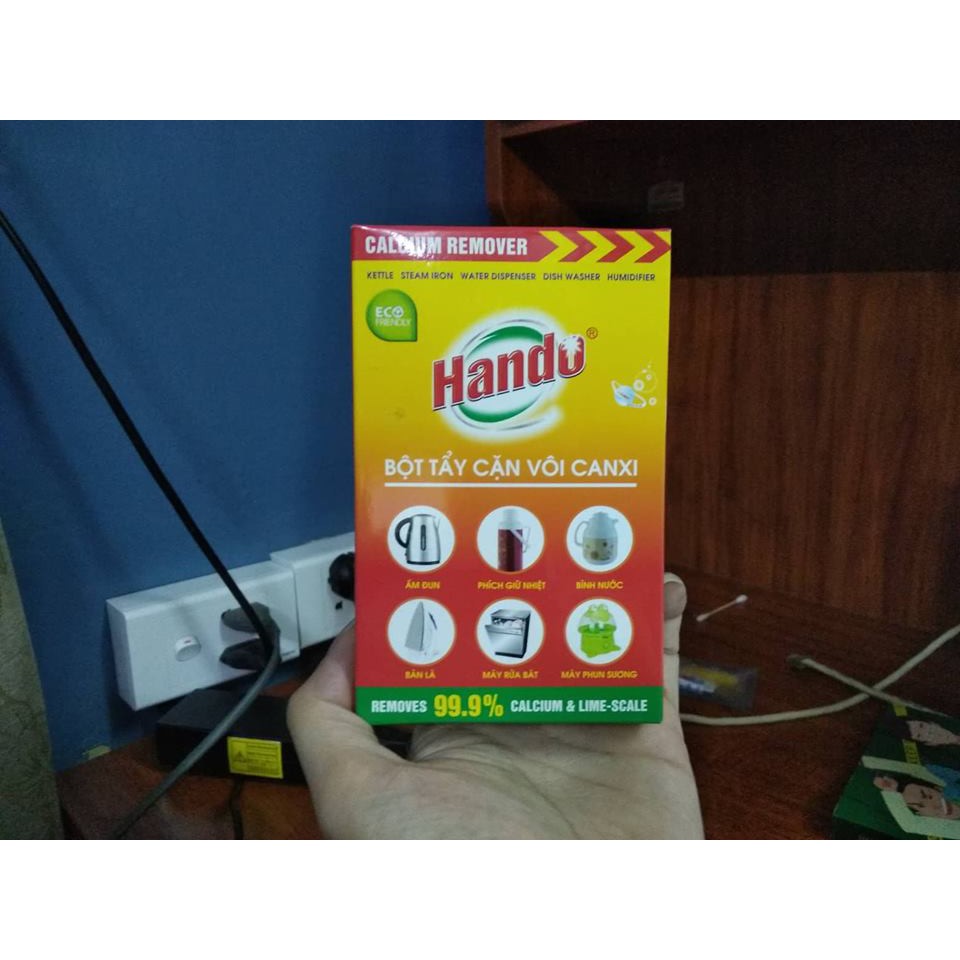 CALCIUM REMOVER
KETTLE STEAM IRON WATER DISPENSER DISH WASHER HUMIDIFIER
ECO
FRIENDLY
Hando®
BỘT TẨY CẶN VÔI CANXI
ẤM ĐUN PHÍCH GIỮ NHIỆT BÌNH NƯỚC
BÀN LÀ MÁY RỬA BÁT MÁY PHUN SƯƠNG
REMOVES 99.9% CALCIUM & LIME-SCALE